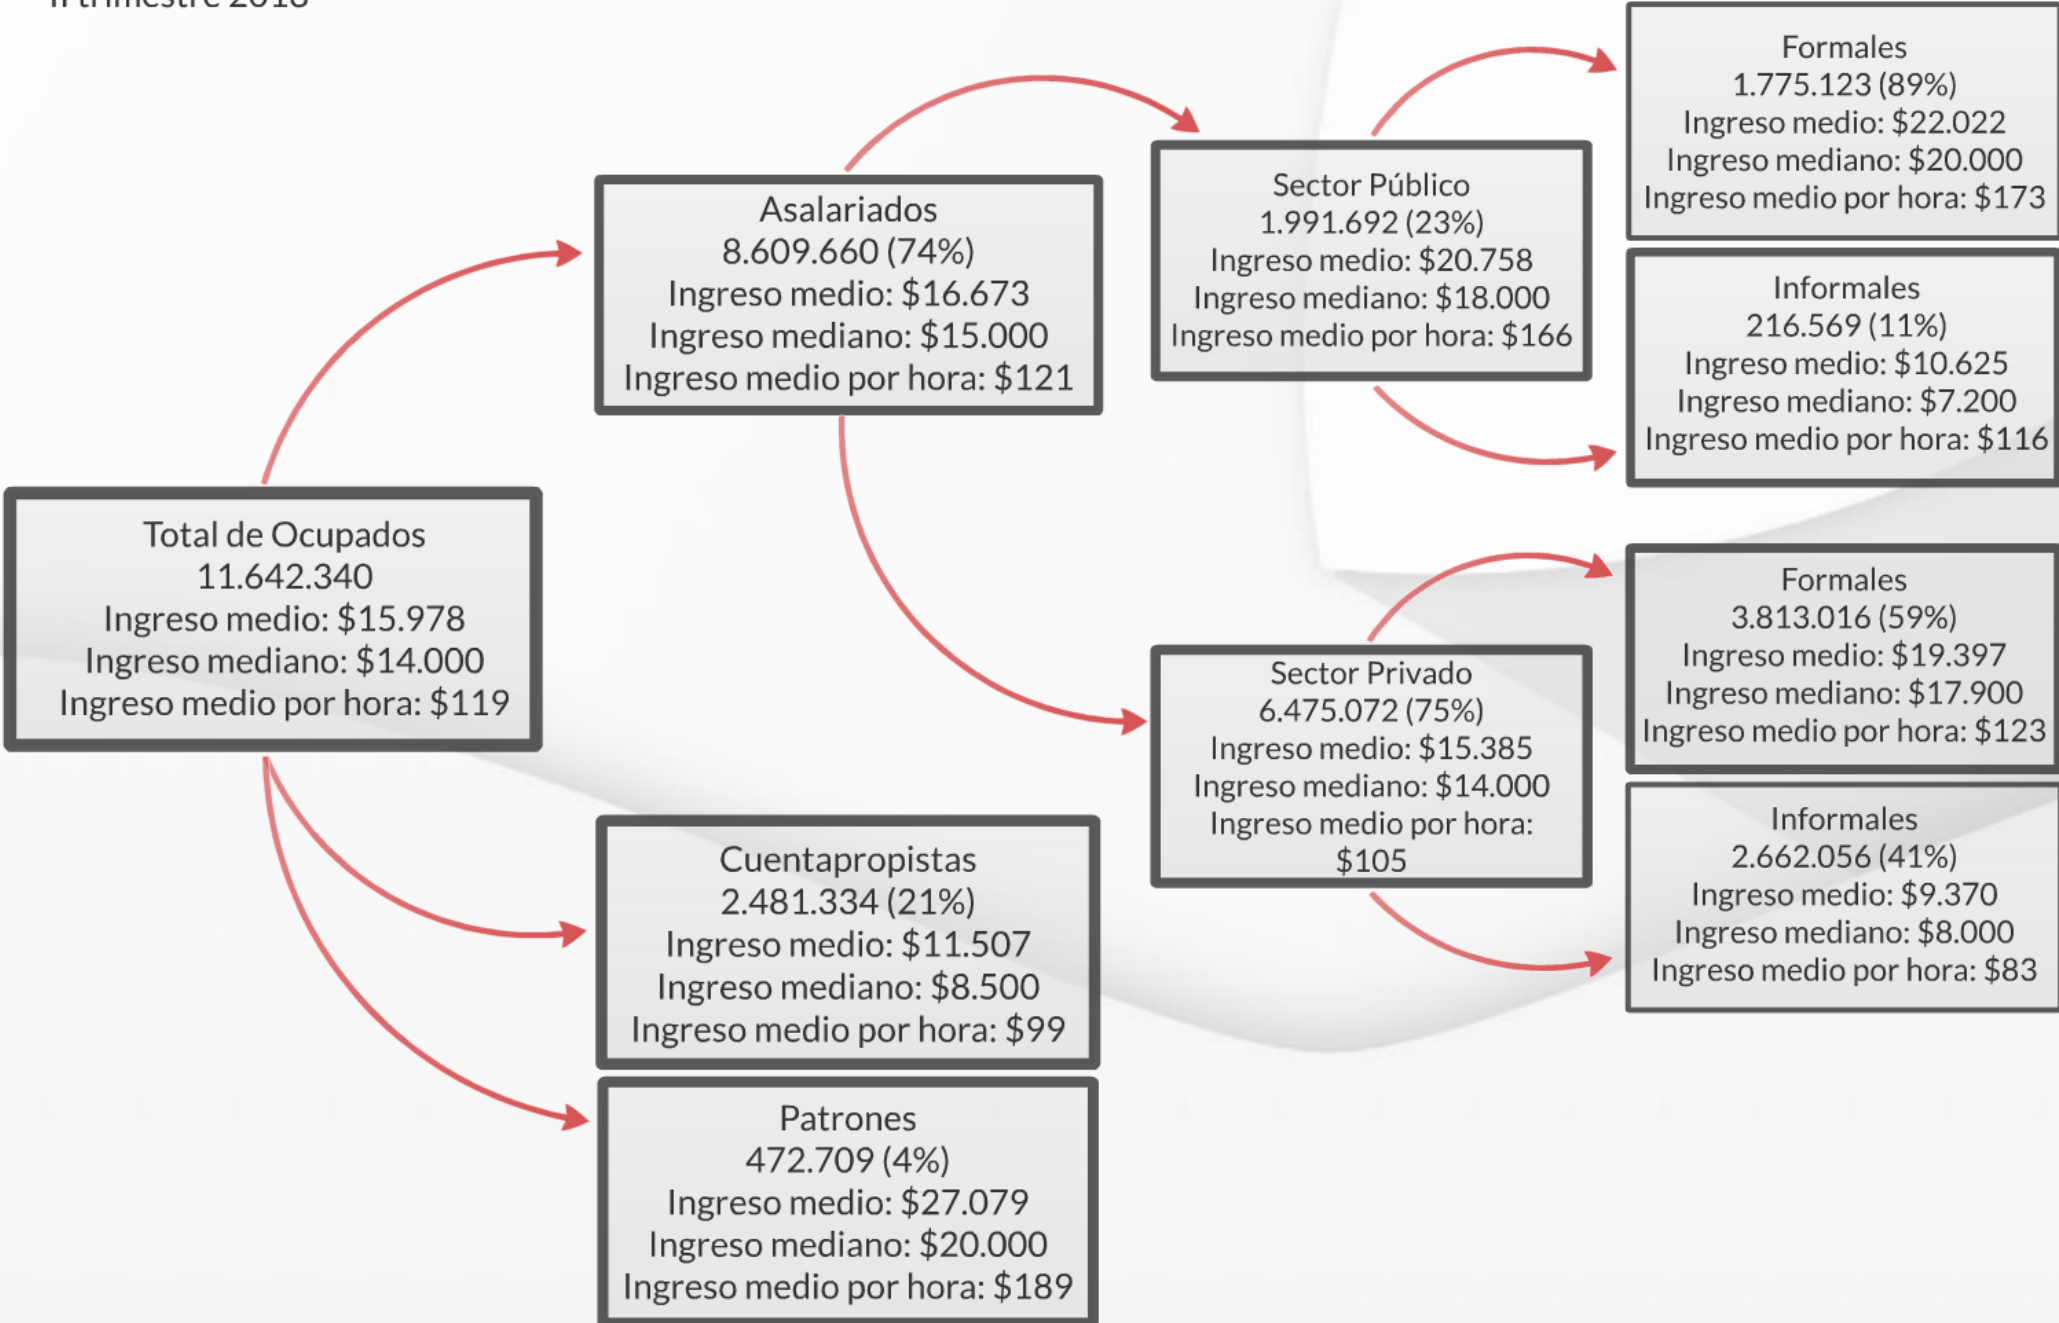 II trimestre 2018
Total de Ocupados
11.642.340
Ingreso medio: $15.978
Ingreso mediano: $14.000
Ingreso medio por hora: $119
Asalariados
8.609.660 (74%)
Ingreso medio: $16.673
Ingreso mediano: $15.000
Ingreso medio por hora: $121
Cuentapropistas
2.481.334 (21%)
Ingreso medio: $11.507
Ingreso mediano: $8.500
Ingreso medio por hora: $99
Patrones
472.709 (4%)
Ingreso medio: $27.079
Ingreso mediano: $20.000
Ingreso medio por hora: $189
Sector Público
1.991.692 (23%)
Ingreso medio: $20.758
Ingreso mediano: $18.000
Ingreso medio por hora: $166
Sector Privado
6.475.072 (75%)
Ingreso medio: $15.385
Ingreso mediano: $14.000
Ingreso medio por hora:
$105
Formales
1.775.123 (89%)
Ingreso medio: $22.022
Ingreso mediano: $20.000
Ingreso medio por hora: $173
Informales
216.569 (11%)
Ingreso medio: $10.625
Ingreso mediano: $7.200
Ingreso medio por hora: $116
Formales
3.813.016 (59%)
Ingreso medio: $19.397
Ingreso mediano: $17.900
Ingreso medio por hora: $123
Informales
2.662.056 (41%)
Ingreso medio: $9.370
Ingreso mediano: $8.000
Ingreso medio por hora: $83